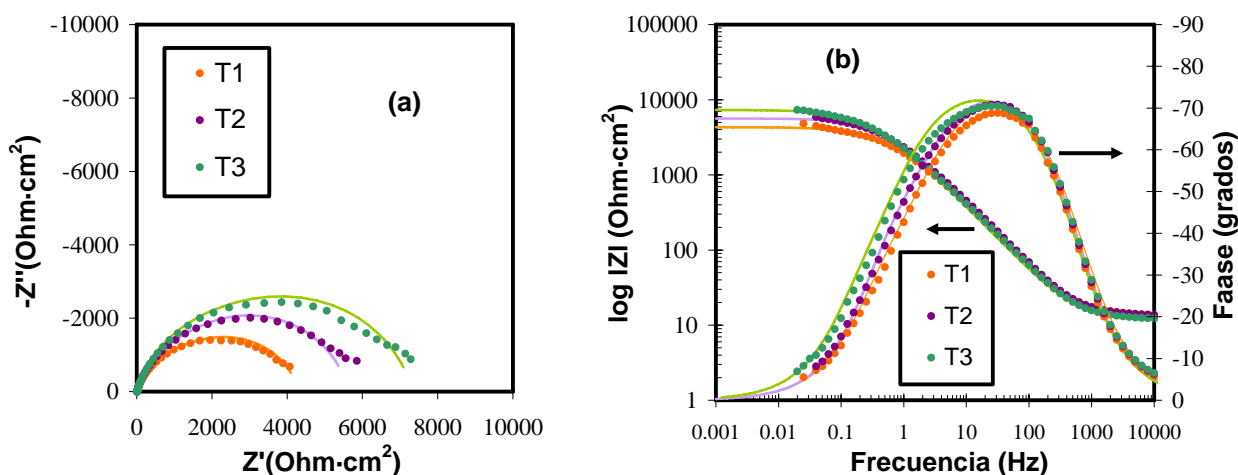 -10000
-8000
-6000
-4000
-2000
0
-Z''(Ohm·cm²)
T1
T2
T3
(a)
0 2000 4000 6000 8000 10000
Z'(Ohm·cm²)
100000
10000
1000
100
10
1
log IZI (Ohm·cm²)
(b)
T1
T2
T3
-90
-80
-70
-60
-50
-40
-30
-20
-10
0
Faase (grados)
0.001 0.01 0.1 1 10 100 1000 10000
Frecuencia (Hz)